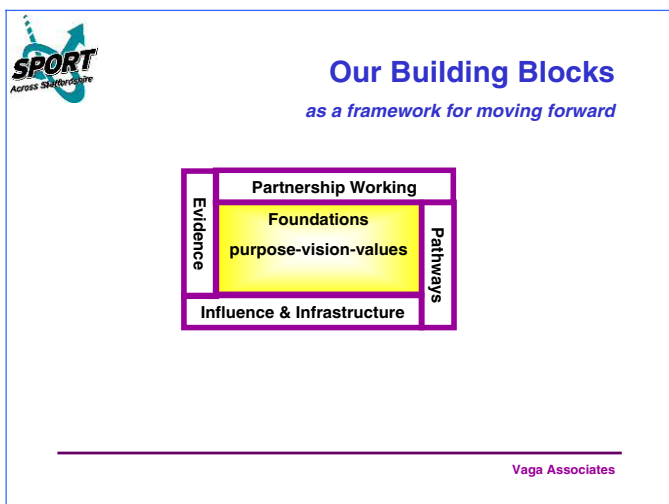 SPORT
Across Staffordshire
Our Building Blocks
as a framework for moving forward
Partnership Working
Evidence
Foundations
purpose-vision-values
Pathways
Influence & Infrastructure
Vaga Associates